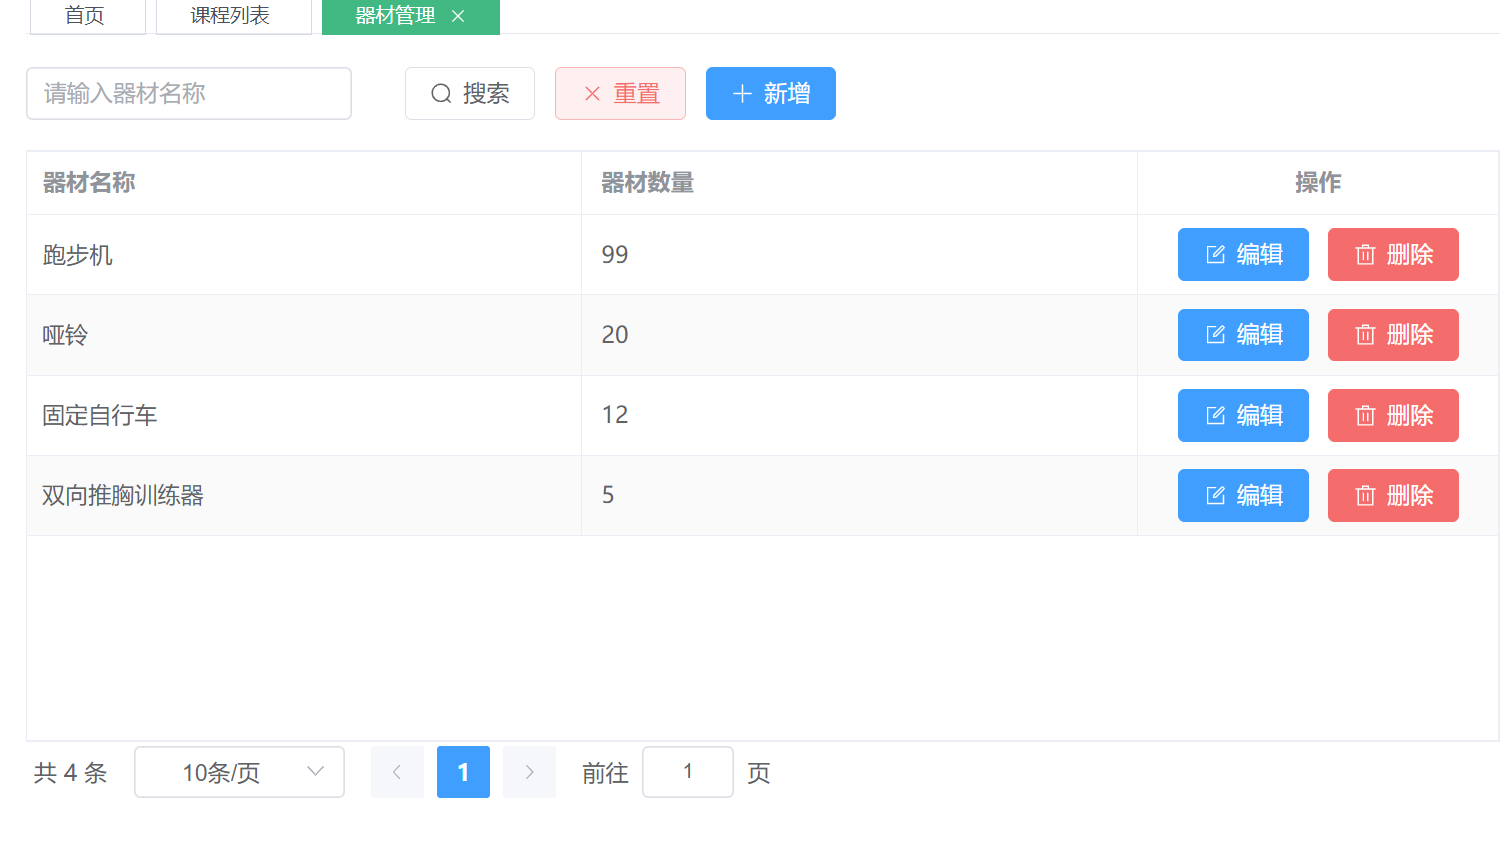 首页 课程列表 器材管理
请输入器材名称 搜索 重置 新增
器材名称 器材数量 操作
跑步机 99 编辑 删除
哑铃 20 编辑 删除
固定自行车 12 编辑 删除
双向推胸训练器 5 编辑 删除
共 4 条 10条/页 1 前往 1 页